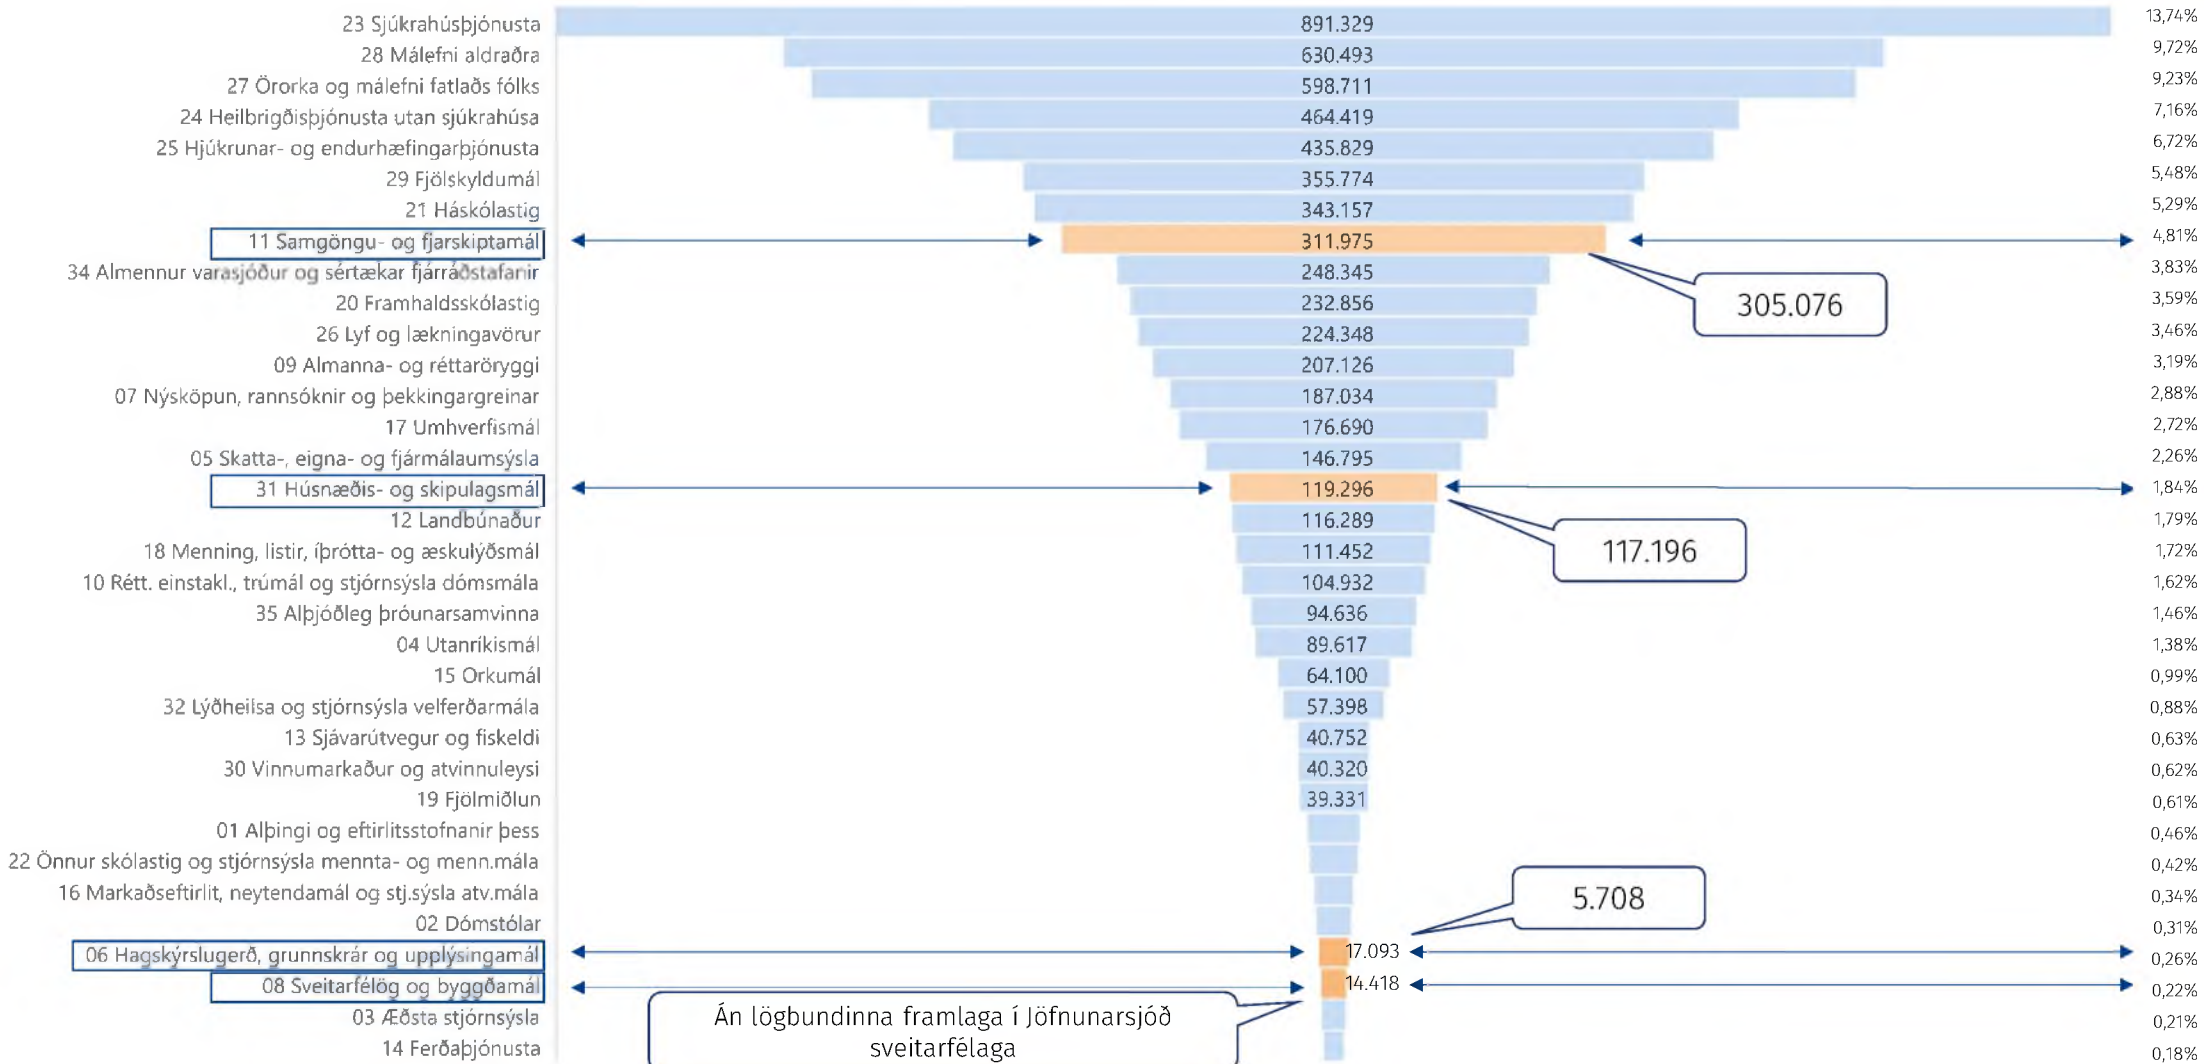 23 Sjúkrahúsþjónusta 891.329 13,74%
28 Málefni aldraðra 630.493 9,72%
27 Örorka og málefni fatlaðs fólks 598.711 9,23%
24 Heilbrigðisþjónusta utan sjúkrahúsa 464.419 7,16%
25 Hjúkrunar- og endurhæfingarþjónusta 435.829 6,72%
29 Fjölskyldumál 355.774 5,48%
21 Háskólastig 343.157 5,29%
11 Samgöngu- og fjarskiptamál 311.975 4,81%
34 Almennur varasjóður og sértækar fjárráðstafanir 248.345 3,83%
305.076
20 Framhaldsskólastig 232.856 3,59%
26 Lyf og lækningavörur 224.348 3,46%
09 Almanna- og réttaröryggi 207.126 3,19%
07 Nýsköpun, rannsóknir og þekkingargreinar 187.034 2,88%
17 Umhverfismál 176.690 2,72%
05 Skatta-, eigna- og fjármálaumsýsla 146.795 2,26%
31 Húsnæðis- og skipulagsmál 119.296 1,84%
12 Landbúnaður 116.289 1,79%
18 Menning, listir, íþrótta- og æskulýðsmál 111.452 1,72%
117.196
10 Rétt. einstakl., trúmál og stjórnsýsla dómsmála 104.932 1,62%
35 Alþjóðleg þróunarsamvinna 94.636 1,46%
04 Utanríkismál 89.617 1,38%
15 Orkumál 64.100 0,99%
32 Lýðheilsa og stjórnsýsla velferðarmála 57.398 0,88%
13 Sjávarútvegur og fiskeldi 40.752 0,63%
30 Vinnumarkaður og atvinnuleysi 40.320 0,62%
19 Fjölmiðlun 39.331 0,61%
01 Alþingi og eftirlitsstofnanir þess 0,46%
22 Önnur skólastig og stjórnsýsla mennta- og menn.mála 0,42%
16 Markaðseftirlit, neytendamál og stj.sýsla atv.mála 0,34%
5.708
02 Dómstólar 0,31%
06 Hagskýrslugerð, grunnskrár og upplýsingamál 17.093 0,26%
08 Sveitarfélög og byggðamál 14.418 0,22%
03 Æðsta stjórnsýsla 0,21%
Án lögbundinna framlaga í Jöfnunarsjóð
sveitarfélaga
14 Ferðaþjónusta 0,18%